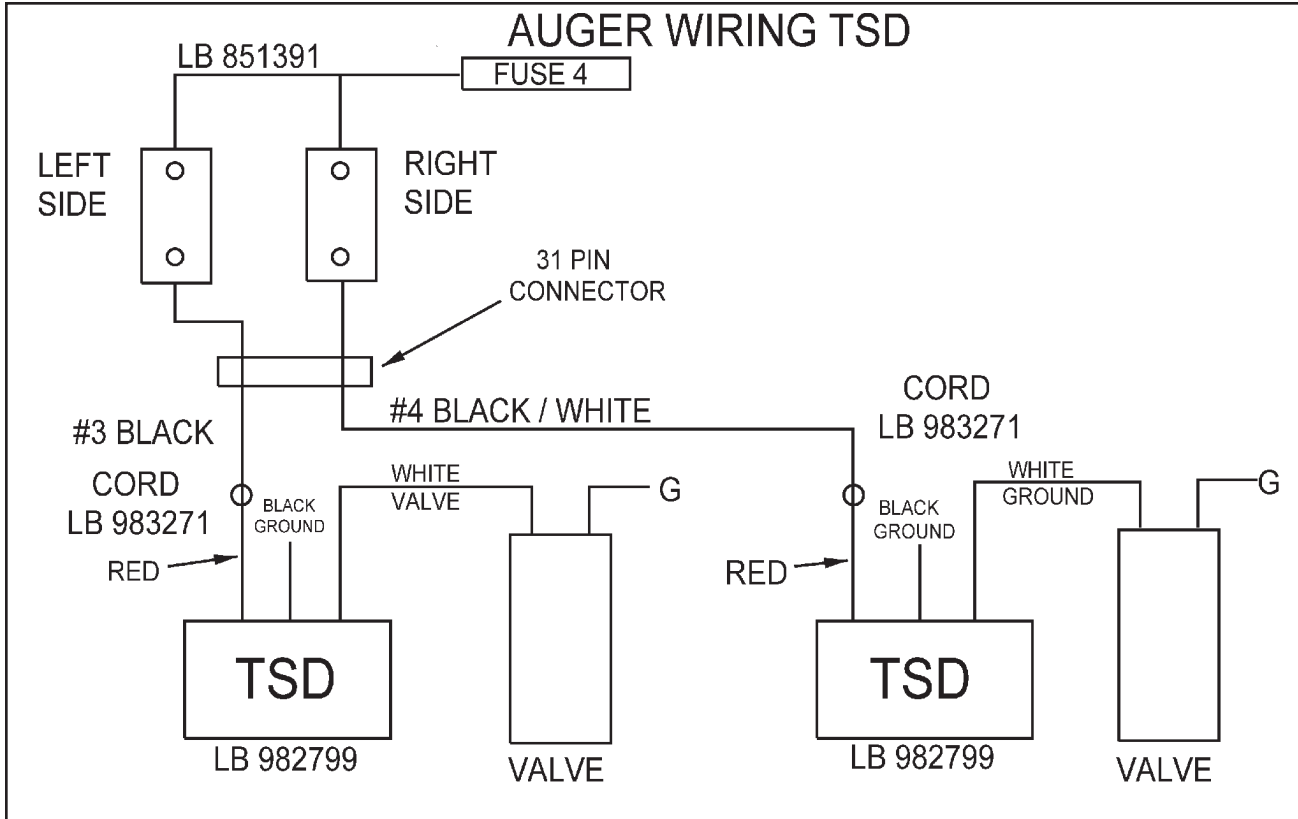 AUGER WIRING TSD
LB 851391
FUSE 4
LEFT
SIDE
RIGHT
SIDE
31 PIN
CONNECTOR
#3 BLACK
#4 BLACK / WHITE
CORD
LB 983271
CORD
LB 983271
BLACK
GROUND
WHITE
VALVE
G
RED
TSD
LB 982799
VALVE
BLACK
GROUND
WHITE
GROUND
G
RED
TSD
LB 982799
VALVE